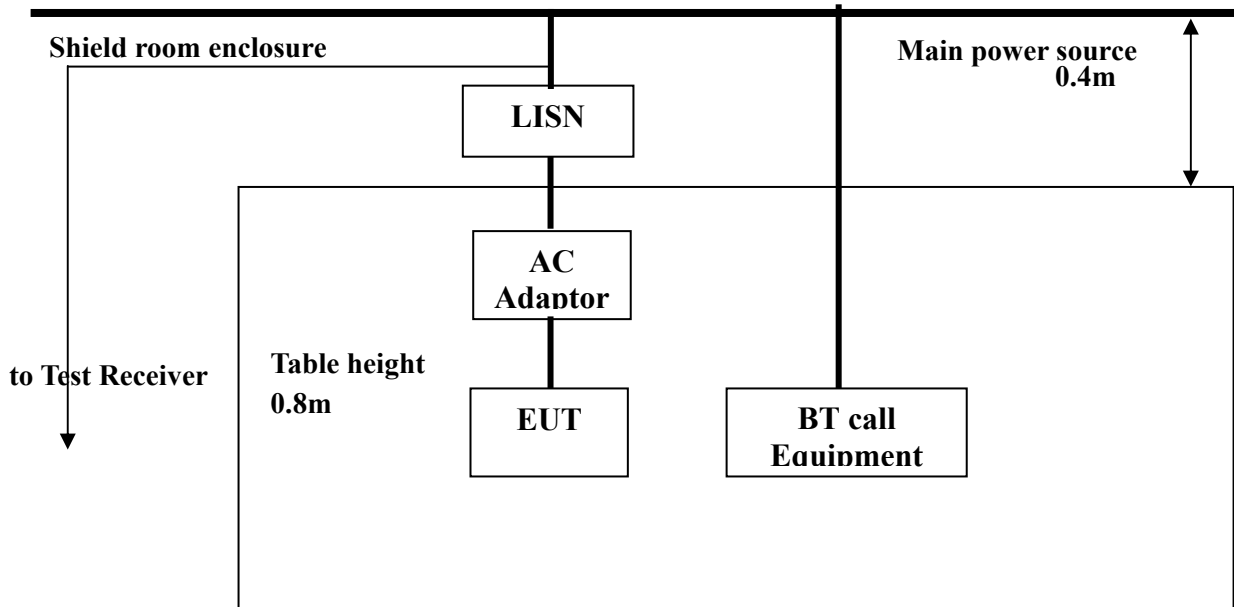 Shield room enclosure
Main power source
0.4m
LISN
AC
Adaptor
to Test Receiver
Table height
0.8m
EUT
BT call
Equipment